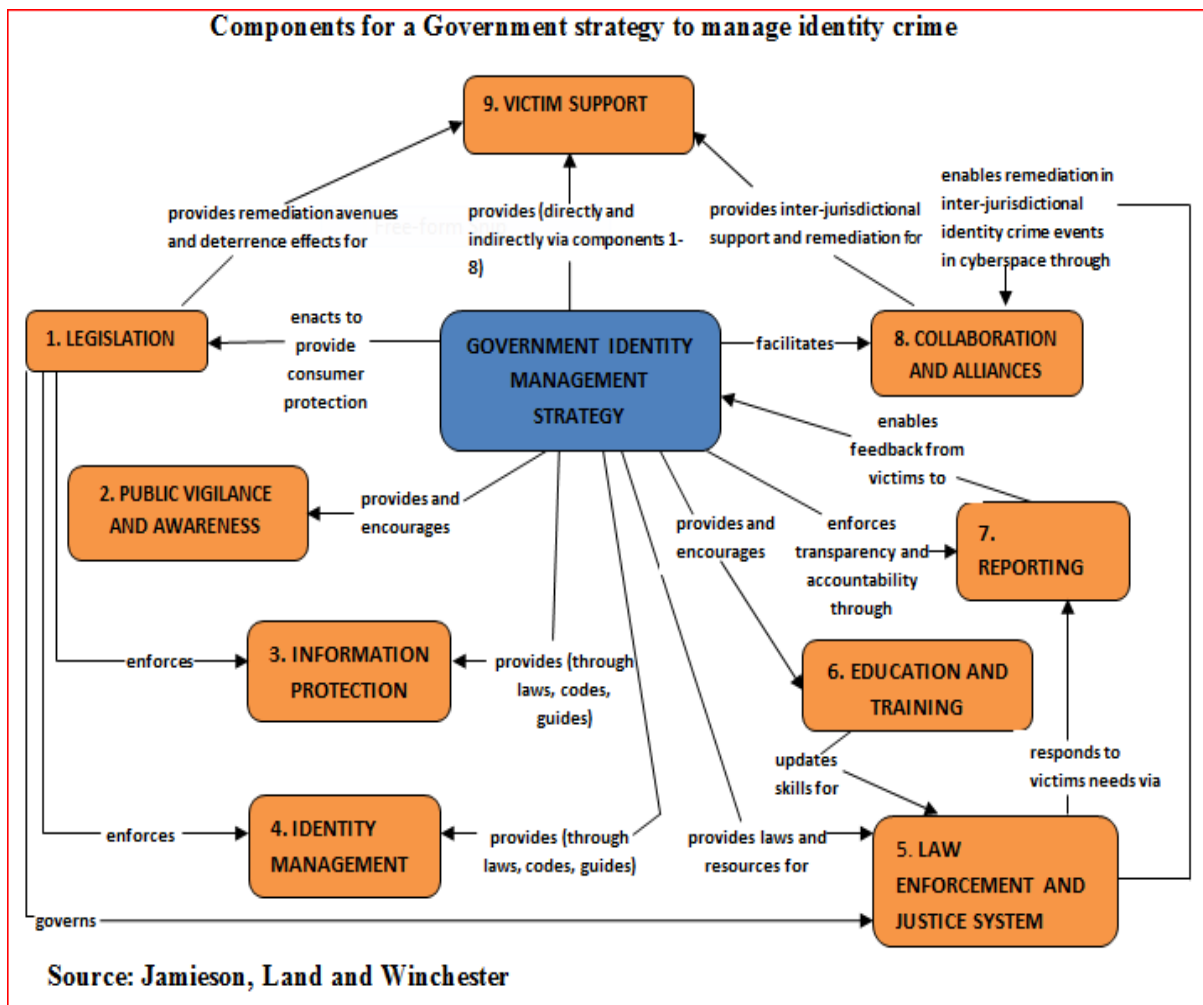 Components for a Government strategy to manage identity crime
9. VICTIM SUPPORT
provides remediation avenues
and deterrence effects for
provides (directly and
indirectly via components 1-
8)
provides inter-jurisdictional
support and remediation for
enables remediation in
inter-jurisdictional
identity crime events
in cyberspace through
1. LEGISLATION
enacts to
provide
consumer
protection
GOVERNMENT IDENTITY
MANAGEMENT
STRATEGY
facilitates
8. COLLABORATION
AND ALLIANCES
enables
feedback from
victims to
2. PUBLIC VIGILANCE
AND AWARENESS
provides and
encourages
provides and
encourages
enforces
transparency and
accountability
through
7.
REPORTING
enforces
3. INFORMATION
PROTECTION
provides (through
laws, codes,
guides)
6. EDUCATION AND
TRAINING
updates
skills for
responds to
victims needs via
enforces
4. IDENTITY
MANAGEMENT
provides (through
laws, codes, guides)
provides laws and
resources for
5. LAW
ENFORCEMENT AND
JUSTICE SYSTEM
governs
Source: Jamieson, Land and Winchester